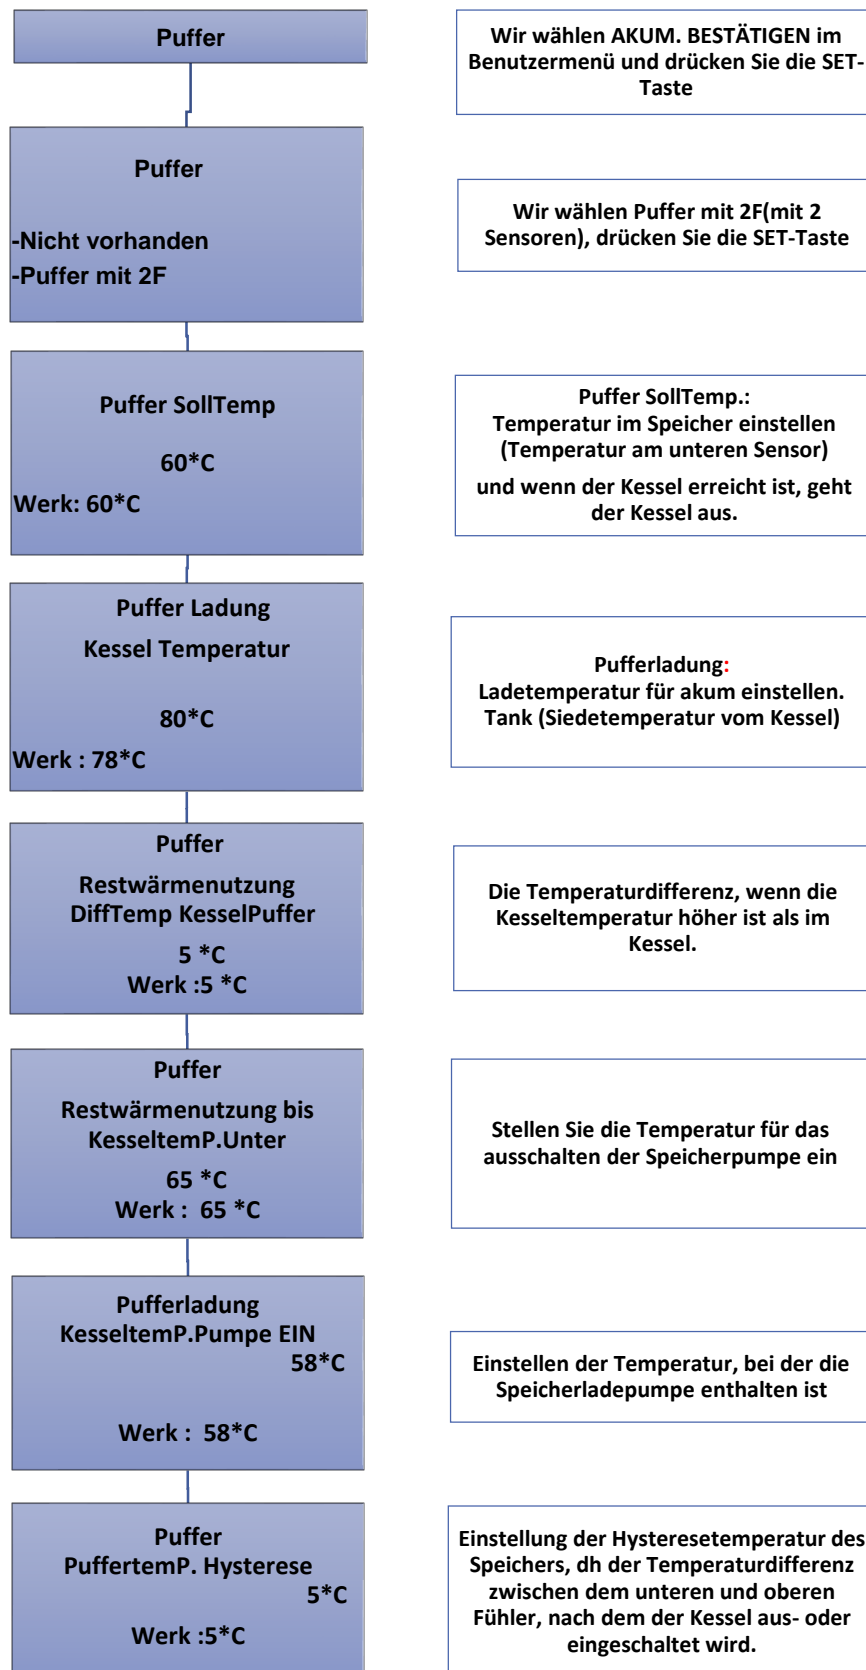 Puffer
Wir wählen AKUM. BESTÄTIGEN im
Benutzermenü und drücken Sie die SET-
Taste
Puffer
-Nicht vorhanden
-Puffer mit 2F
Wir wählen Puffer mit 2F(mit 2
Sensoren), drücken Sie die SET-Taste
Puffer SollTemp
60*C
Werk: 60*C
Puffer SollTemp.:
Temperatur im Speicher einstellen
(Temperatur am unteren Sensor)
und wenn der Kessel erreicht ist, geht
der Kessel aus.
Puffer Ladung
Kessel Temperatur
80*C
Werk : 78*C
Pufferladung:
Ladetemperatur für akum einstellen.
Tank (Siedetemperatur vom Kessel)
Puffer
Restwärmenutzung
DiffTemp KesselPuffer
5 *C
Werk :5 *C
Die Temperaturdifferenz, wenn die
Kesseltemperatur höher ist als im
Kessel.
Puffer
Restwärmenutzung bis
KesseltemP.Unter
65 *C
Werk :  65 *C
Stellen Sie die Temperatur für das
ausschalten der Speicherpumpe ein
Pufferladung
KesseltemP.Pumpe EIN
58*C
Werk :  58*C
Einstellen der Temperatur, bei der die
Speicherladepumpe enthalten ist
Puffer
PuffertemP. Hysterese
5*C
Werk :5*C
Einstellung der Hysteresetemperatur des
Speichers, dh der Temperaturdifferenz
zwischen dem unteren und oberen
Fühler, nach dem der Kessel aus- oder
eingeschaltet wird.